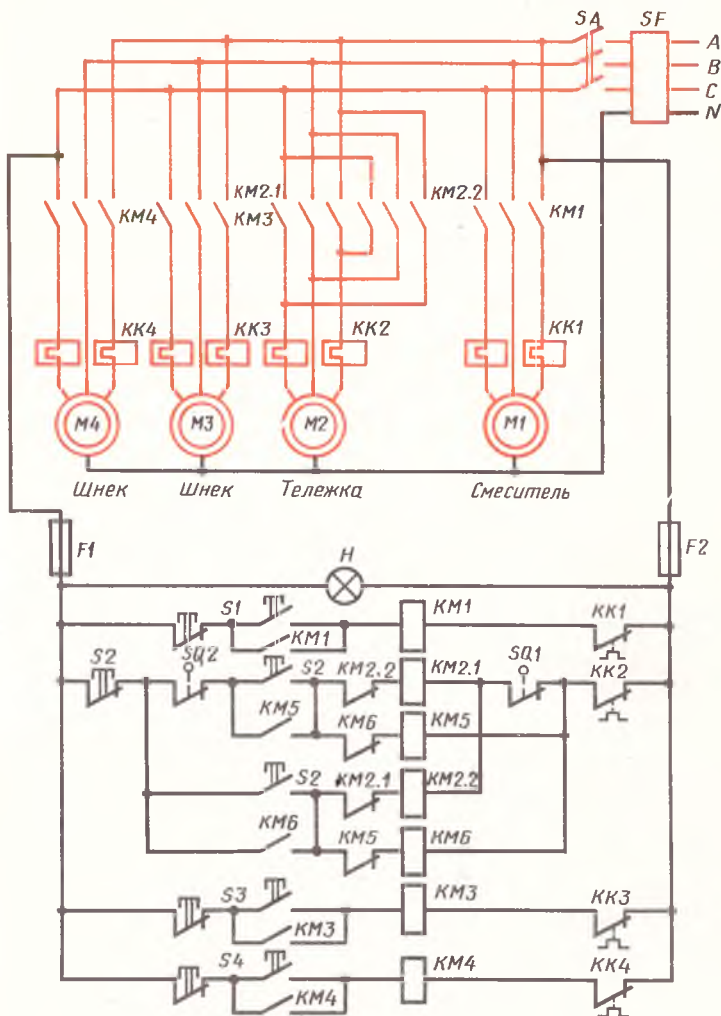 SA SF A
B
C
N
KM4 KM2.1 KM3 KM2.2 KM1
KK4 KK3 KK2 KK1
M4 M3 M2 M1
Шнек Шнек Тележка Смеситель
F1 H F2
S1 KM1 KK1
KM1
S2 SQ2 S2 KM2.2 KM2.1 SQ1 KK2
KM5 KM6 KM5
S2 KM2.1 KM2.2
KM6 KM5 KM6
S3 KM3 KK3
KM3
S4 KM4 KK4
KM4